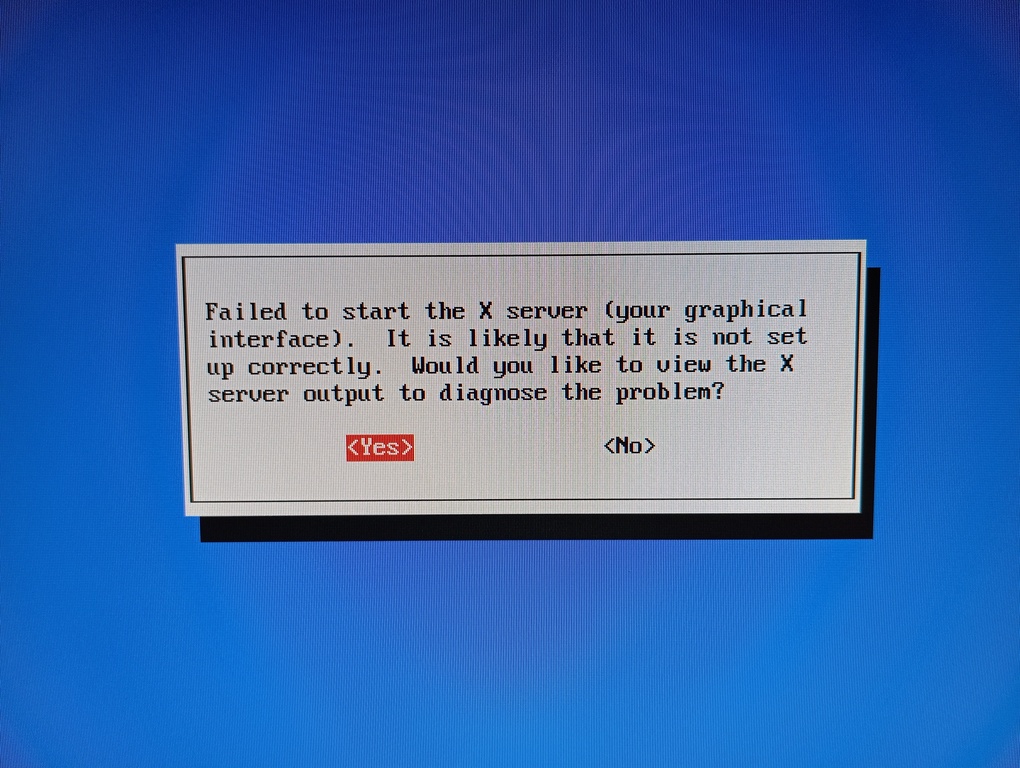 Failed to start the X server (your graphical
interface).  It is likely that it is not set
up correctly.  Would you like to view the X
server output to diagnose the problem?
<Yes> <No>